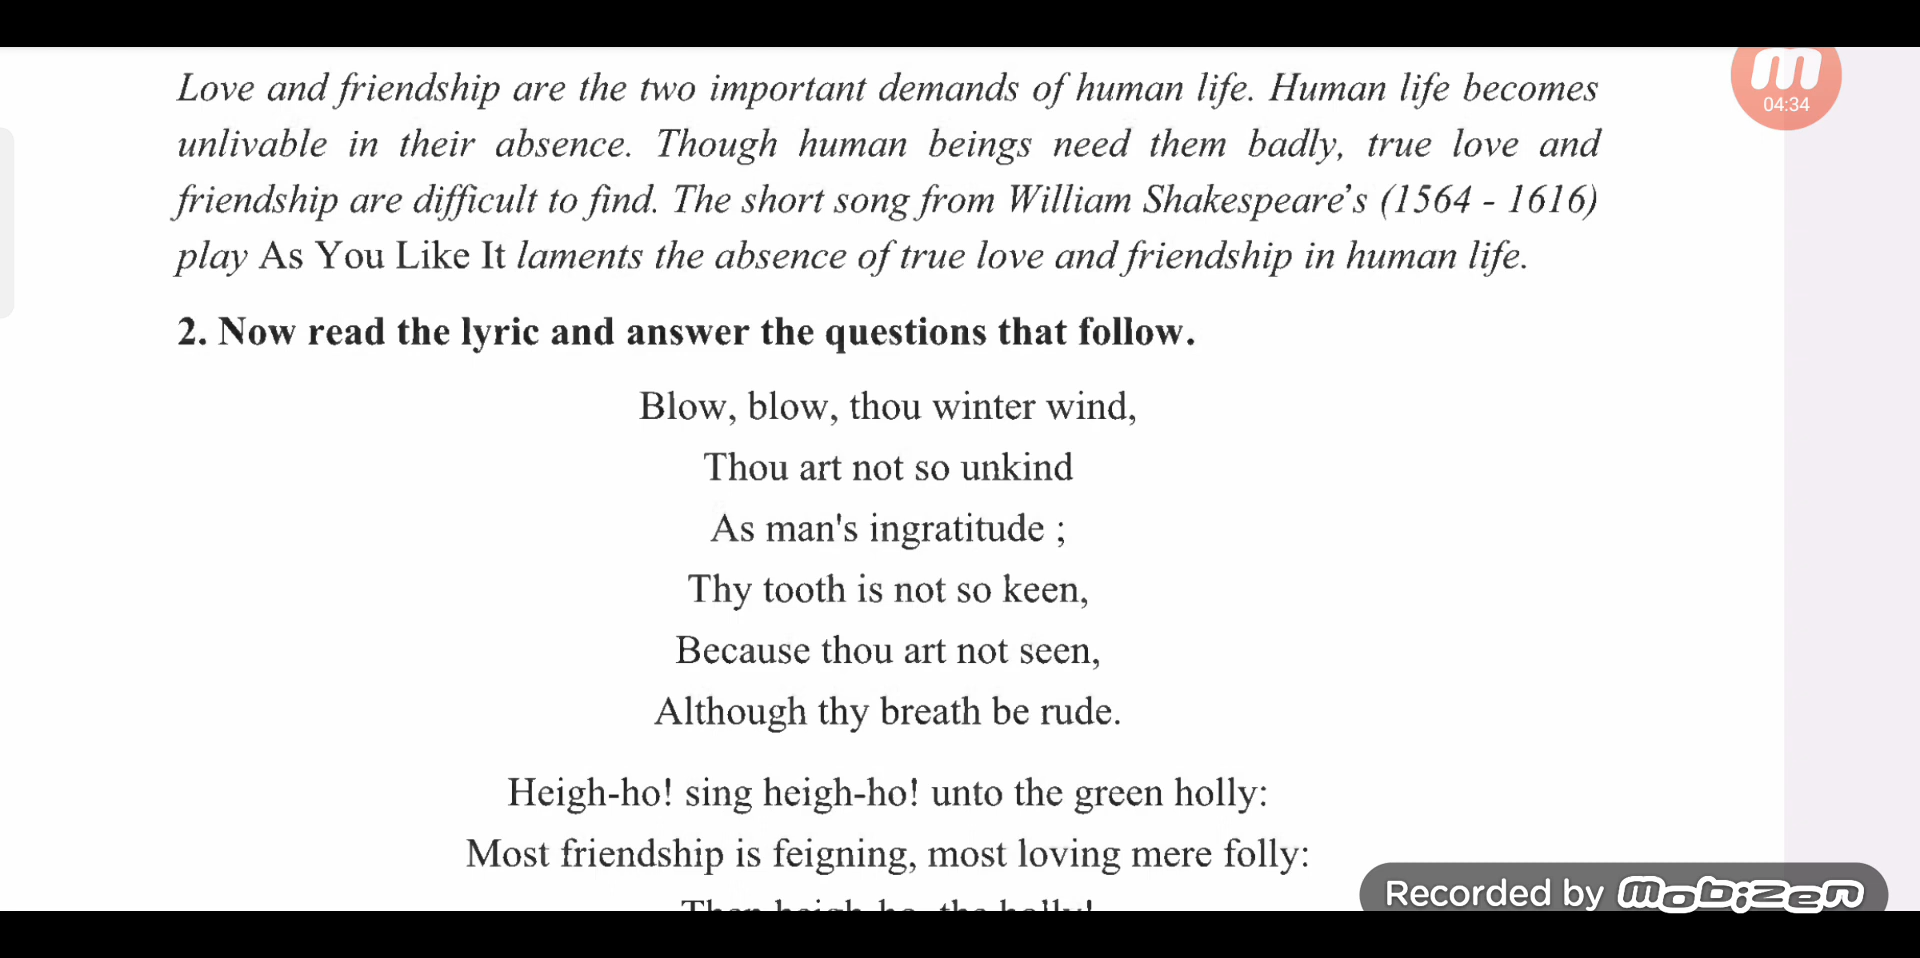 Love and friendship are the two important demands of human life. Human life becomes
unlivable in their absence. Though human beings need them badly, true love and
friendship are difficult to find. The short song from William Shakespeare's (1564 - 1616)
play As You Like It laments the absence of true love and friendship in human life.
2. Now read the lyric and answer the questions that follow.
Blow, blow, thou winter wind,
Thou art not so unkind
As man's ingratitude ;
Thy tooth is not so keen,
Because thou art not seen,
Although thy breath be rude.
Heigh-ho! sing heigh-ho! unto the green holly:
Most friendship is feigning, most loving mere folly:
Then heigh-ho, the holly!
04:34
Recorded by mobizen